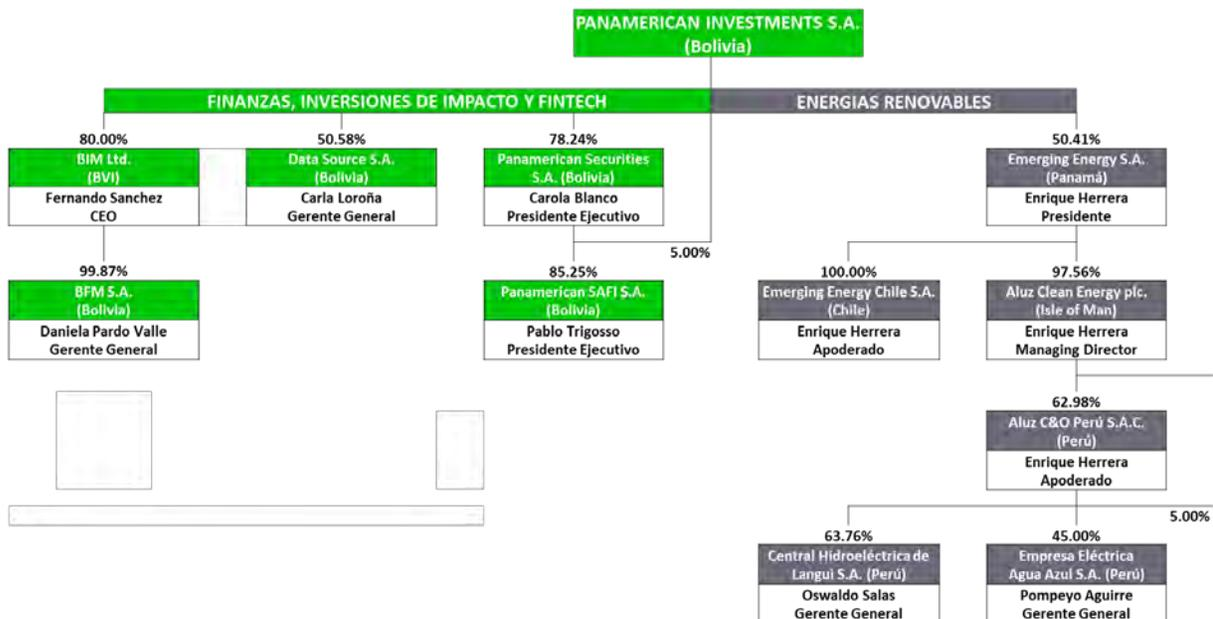 PANAMERICAN INVESTMENTS S.A.
(Bolivia)
FINANZAS, INVERSIONES DE IMPACTO Y FINTECH
ENERGIAS RENOVABLES
80.00%
BIM Ltd.
(BVI)
Fernando Sanchez
CEO
50.58%
Data Source S.A.
(Bolivia)
Carla Loroña
Gerente General
78.24%
Panamerican Securities
S.A. (Bolivia)
Carola Blanco
Presidente Ejecutivo
50.41%
Emerging Energy S.A.
(Panamá)
Enrique Herrera
Presidente
5.00%
99.87%
BFM S.A.
(Bolivia)
Daniela Pardo Valle
Gerente General
85.25%
Panamerican SAFI S.A.
(Bolivia)
Pablo Trigosso
Presidente Ejecutivo
100.00%
Emerging Energy Chile S.A.
(Chile)
Enrique Herrera
Apoderado
97.56%
Aluz Clean Energy plc.
(Isle of Man)
Enrique Herrera
Managing Director
62.98%
Aluz C&O Perú S.A.C.
(Perú)
Enrique Herrera
Apoderado
5.00%
63.76%
Central Hidroeléctrica de
Langui S.A. (Perú)
Oswaldo Salas
Gerente General
45.00%
Empresa Eléctrica
Agua Azul S.A. (Perú)
Pompeyo Aguirre
Gerente General